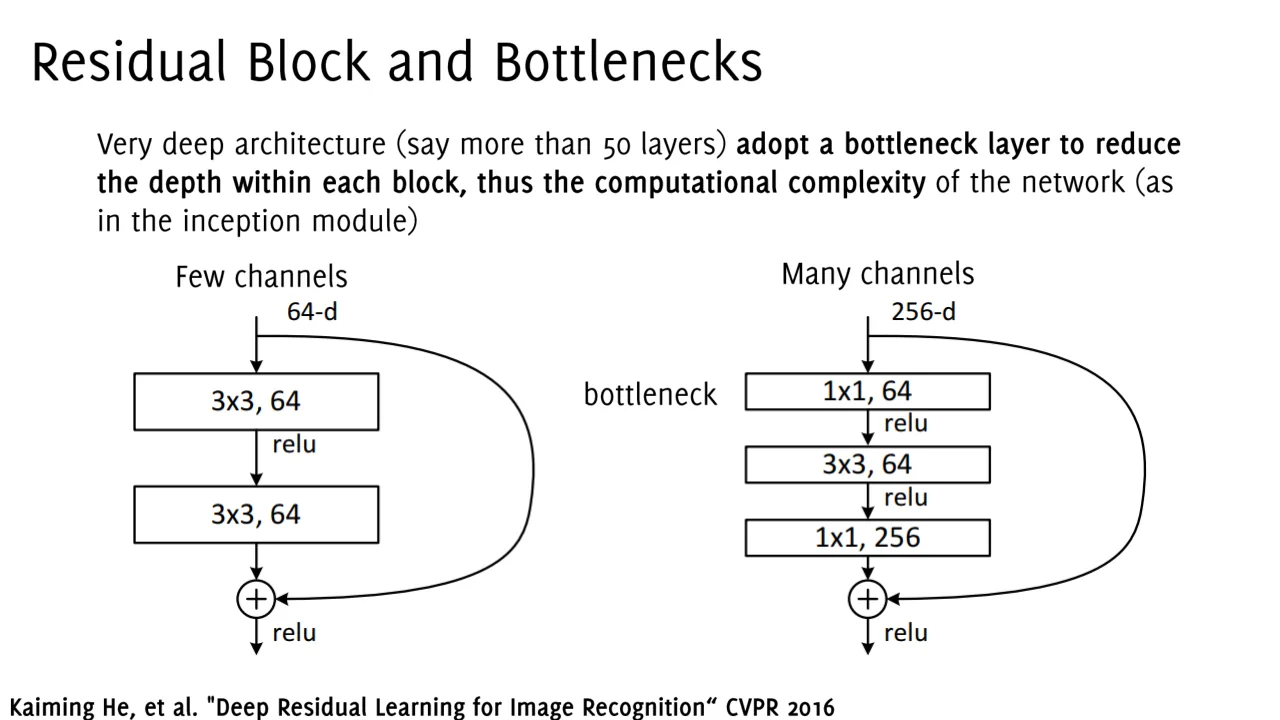 Residual Block and Bottlenecks
Very deep architecture (say more than 50 layers) adopt a bottleneck layer to reduce
the depth within each block, thus the computational complexity of the network (as
in the inception module)
Few channels
64-d
3x3, 64
relu
3x3, 64
+
relu
Many channels
256-d
bottleneck
1x1, 64
relu
3x3, 64
relu
1x1, 256
+
relu
Kaiming He, et al. "Deep Residual Learning for Image Recognition“ CVPR 2016